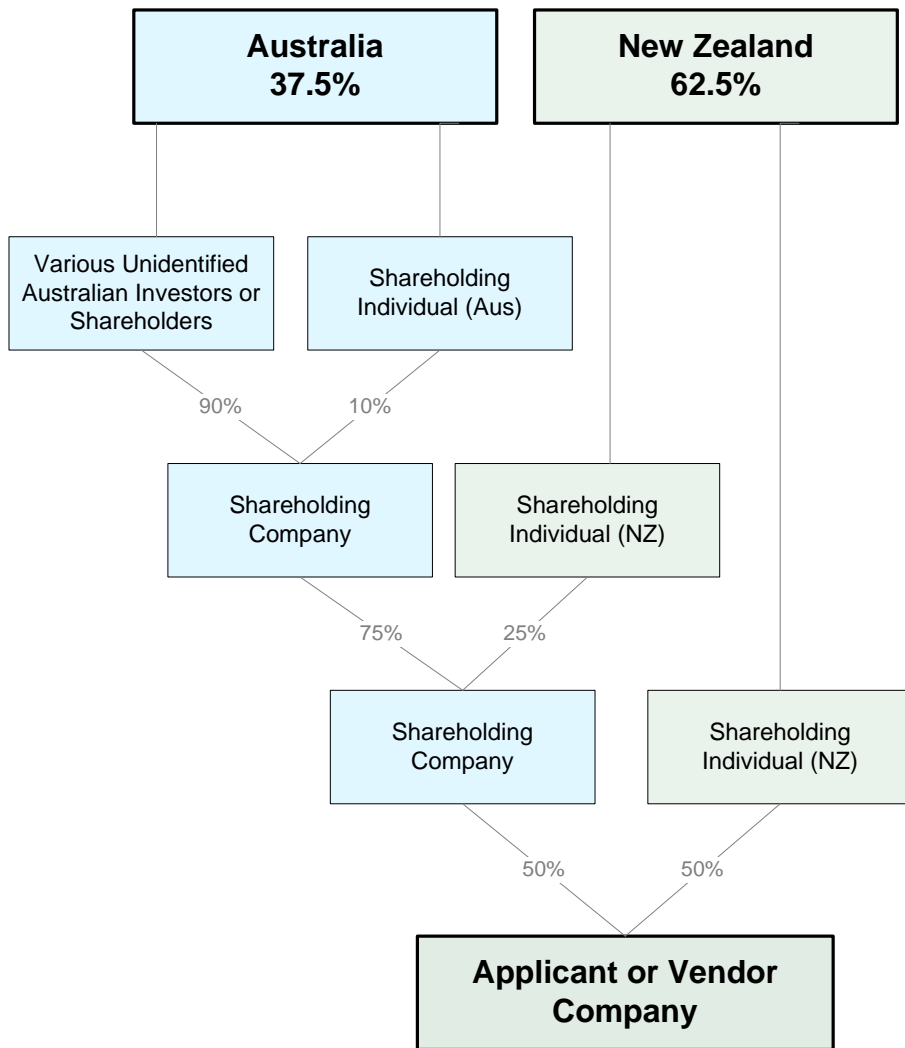 Australia
37.5%
New Zealand
62.5%
Various Unidentified
Australian Investors or
Shareholders
Shareholding
Individual (Aus)
90%
10%
Shareholding
Company
Shareholding
Individual (NZ)
75%
25%
Shareholding
Company
Shareholding
Individual (NZ)
50%
50%
Applicant or Vendor
Company